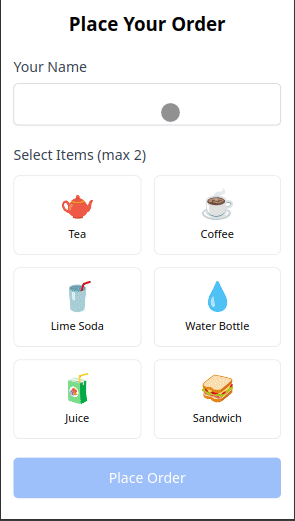 Place Your Order
Your Name
Select Items (max 2)
Tea
Coffee
Lime Soda
Water Bottle
Juice
Sandwich
Place Order